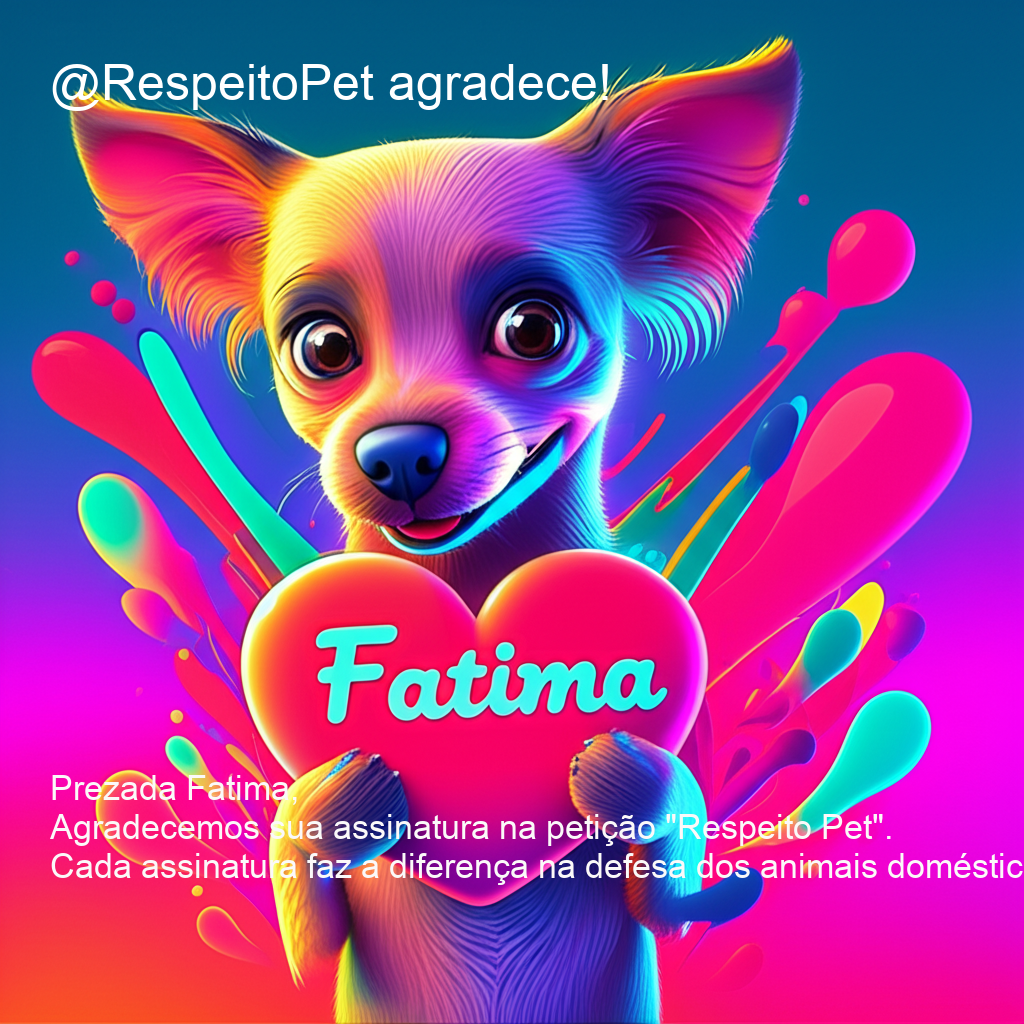 @RespeitoPet agradece!
Fatima
Prezada Fatima,
Agradecemos sua assinatura na petição "Respeito Pet".
Cada assinatura faz a diferença na defesa dos animais doméstic